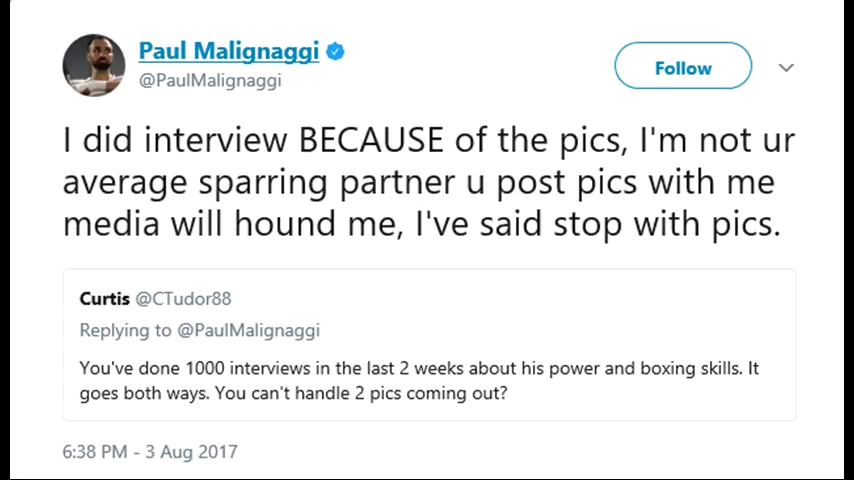 Paul Malignaggi
@PaulMalignaggi
Follow
I did interview BECAUSE of the pics, I'm not ur
average sparring partner u post pics with me
media will hound me, I've said stop with pics.
Curtis @CTudor88
Replying to @PaulMalignaggi
You've done 1000 interviews in the last 2 weeks about his power and boxing skills. It
goes both ways. You can't handle 2 pics coming out?
6:38 PM - 3 Aug 2017